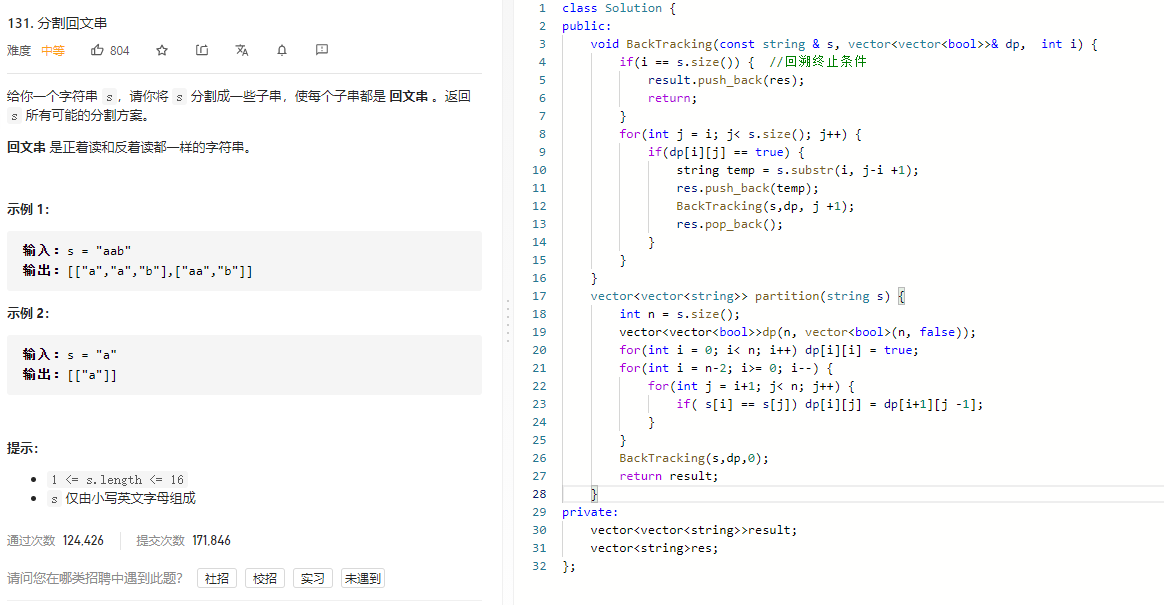 131. 分割回文串
难度 中等 804
给你一个字符串 s，请你将 s 分割成一些子串，使每个子串都是 回文串 。返回
s 所有可能的分割方案。
回文串 是正着读和反着读都一样的字符串。
示例 1：
输入：s = "aab"
输出：[["a","a","b"],["aa","b"]]
示例 2：
输入：s = "a"
输出：[["a"]]
提示：
1 <= s.length <= 16
s 仅由小写英文字母组成
通过次数 124,426 提交次数 171,846
请问您在哪类招聘中遇到此题？ 社招 校招 实习 未遇到
1 class Solution {
2 public:
3 void BackTracking(const string & s, vector<vector<bool>>& dp,  int i) {
4 if(i == s.size()) {  //回溯终止条件
5 result.push_back(res);
6 return;
7 }
8 for(int j = i; j< s.size(); j++) {
9 if(dp[i][j] == true) {
10 string temp = s.substr(i, j-i +1);
11 res.push_back(temp);
12 BackTracking(s,dp, j +1);
13 res.pop_back();
14 }
15 }
16 }
17 vector<vector<string>> partition(string s) {
18 int n = s.size();
19 vector<vector<bool>>dp(n, vector<bool>(n, false));
20 for(int i = 0; i< n; i++) dp[i][i] = true;
21 for(int i = n-2; i>= 0; i--) {
22 for(int j = i+1; j< n; j++) {
23 if( s[i] == s[j]) dp[i][j] = dp[i+1][j -1];
24 }
25 }
26 BackTracking(s,dp,0);
27 return result;
28 }
29 private:
30 vector<vector<string>>result;
31 vector<string>res;
32 };